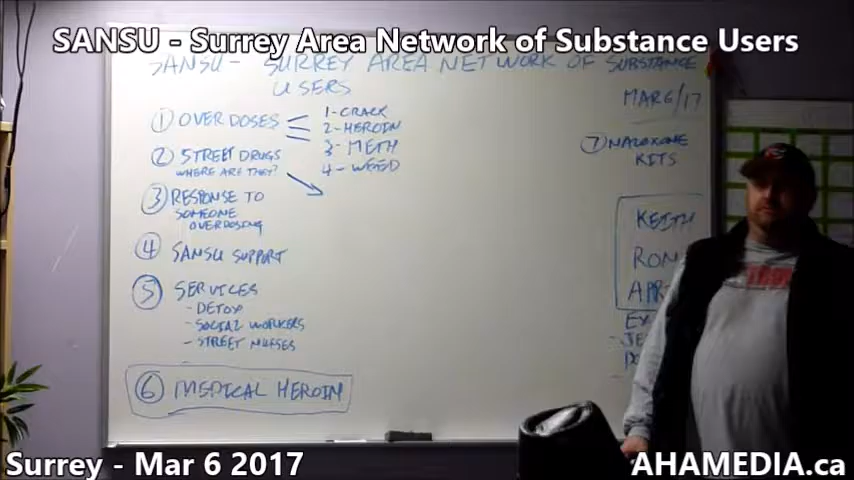 SANSU - Surrey Area Network of Substance Users
SANSU - SURREY AREA NETWORK OF SUBSTANCE
USERS
MAR 6/17
① OVERDOSES
1-CRACK
2-HEROIN
3-METH
4-WEED
② STREET DRUGS
WHERE ARE THEY?
③ RESPONSE TO
SOMEONE
OVERDOSING
④ SANSU SUPPORT
⑤ SERVICES
- DETOX
- SOCIAL WORKERS
- STREET NURSES
-
⑥ MEDICAL HEROIN
⑦ NALOXONE
KITS
KEITH
RON
Surrey - Mar 6 2017
AHAMEDIA.ca